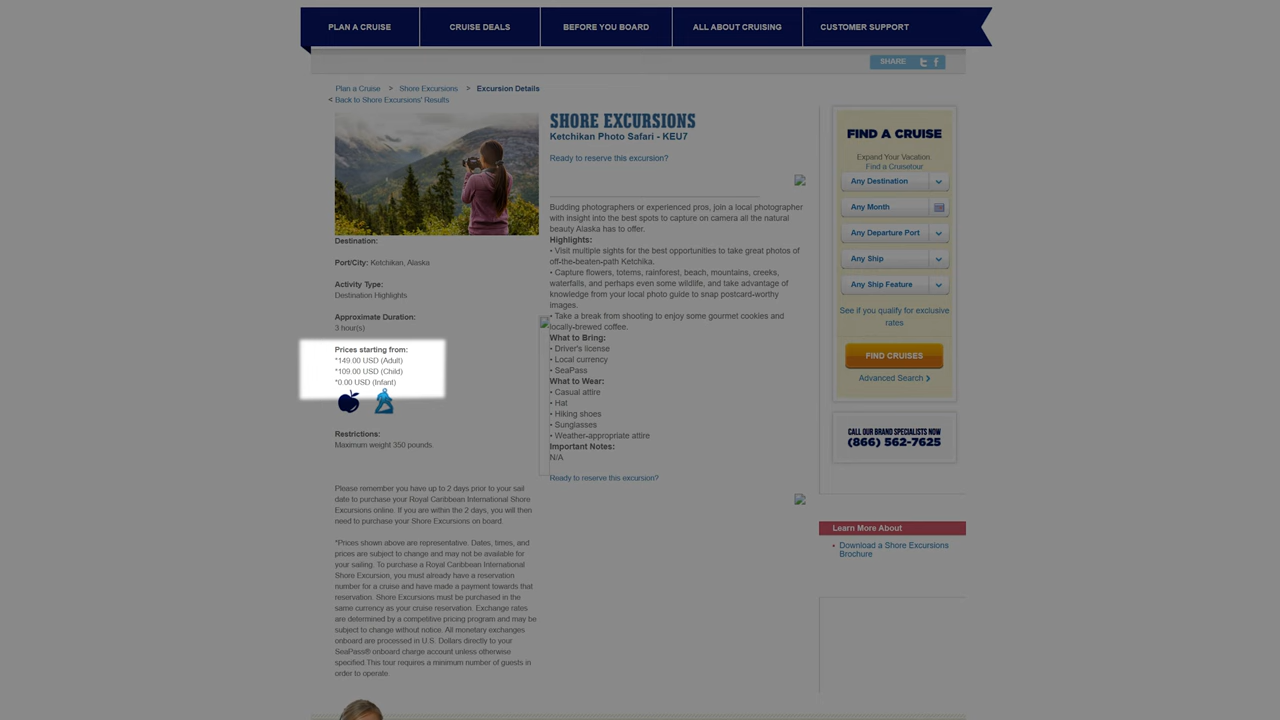 PLAN A CRUISE
CRUISE DEALS
BEFORE YOU BOARD
ALL ABOUT CRUISING
CUSTOMER SUPPORT
SHARE
Plan a Cruise > Shore Excursions > Excursion Details
< Back to Shore Excursions' Results
Destination:
Port/City: Ketchikan, Alaska
Activity Type:
Destination Highlights
Approximate Duration:
3 hour(s)
Prices starting from:
*149.00 USD (Adult)
*109.00 USD (Child)
*0.00 USD (Infant)
Restrictions:
Maximum weight 350 pounds.
Please remember you have up to 2 days prior to your sail
date to purchase your Royal Caribbean International Shore
Excursions online. If you are within the 2 days, you will then
need to purchase your Shore Excursions on board.
*Prices shown above are representative. Dates, times, and
prices are subject to change and may not be available for
your sailing. To purchase a Royal Caribbean International
Shore Excursion, you must already have a reservation
number for a cruise and have made a payment towards that
reservation. Shore Excursions must be purchased in the
same currency as your cruise reservation. Exchange rates
are determined by a competitive pricing program and may be
subject to change without notice. All monetary exchanges
onboard are processed in U.S. Dollars directly to your
SeaPass® onboard charge account unless otherwise
specified.This tour requires a minimum number of guests in
order to operate
SHORE EXCURSIONS
Ketchikan Photo Safari - KEU7
Ready to reserve this excursion?
Budding photographers or experienced pros, join a local photographer
with insight into the best spots to capture on camera all the natural
beauty Alaska has to offer.
Highlights:
• Visit multiple sights for the best opportunities to take great photos of
off-the-beaten-path Ketchika.
• Capture flowers, totems, rainforest, beach, mountains, creeks,
waterfalls, and perhaps even some wildlife, and take advantage of
knowledge from your local photo guide to snap postcard-worthy
images.
• Take a break from shooting to enjoy some gourmet cookies and
locally-brewed coffee.
What to Bring:
• Driver's license
• Local currency
• SeaPass
What to Wear:
• Casual attire
• Hat
• Hiking shoes
• Sunglasses
• Weather-appropriate attire
Important Notes:
N/A
Ready to reserve this excursion?
FIND A CRUISE
Expand Your Vacation.
Find a Cruisetour
Any Destination
Any Month
Any Departure Port
Any Ship
Any Ship Feature
See if you qualify for exclusive
rates
FIND CRUISES
Advanced Search
CALL OUR BRAND SPECIALISTS NOW
(866) 562-7625
Learn More About
• Download a Shore Excursions
Brochure